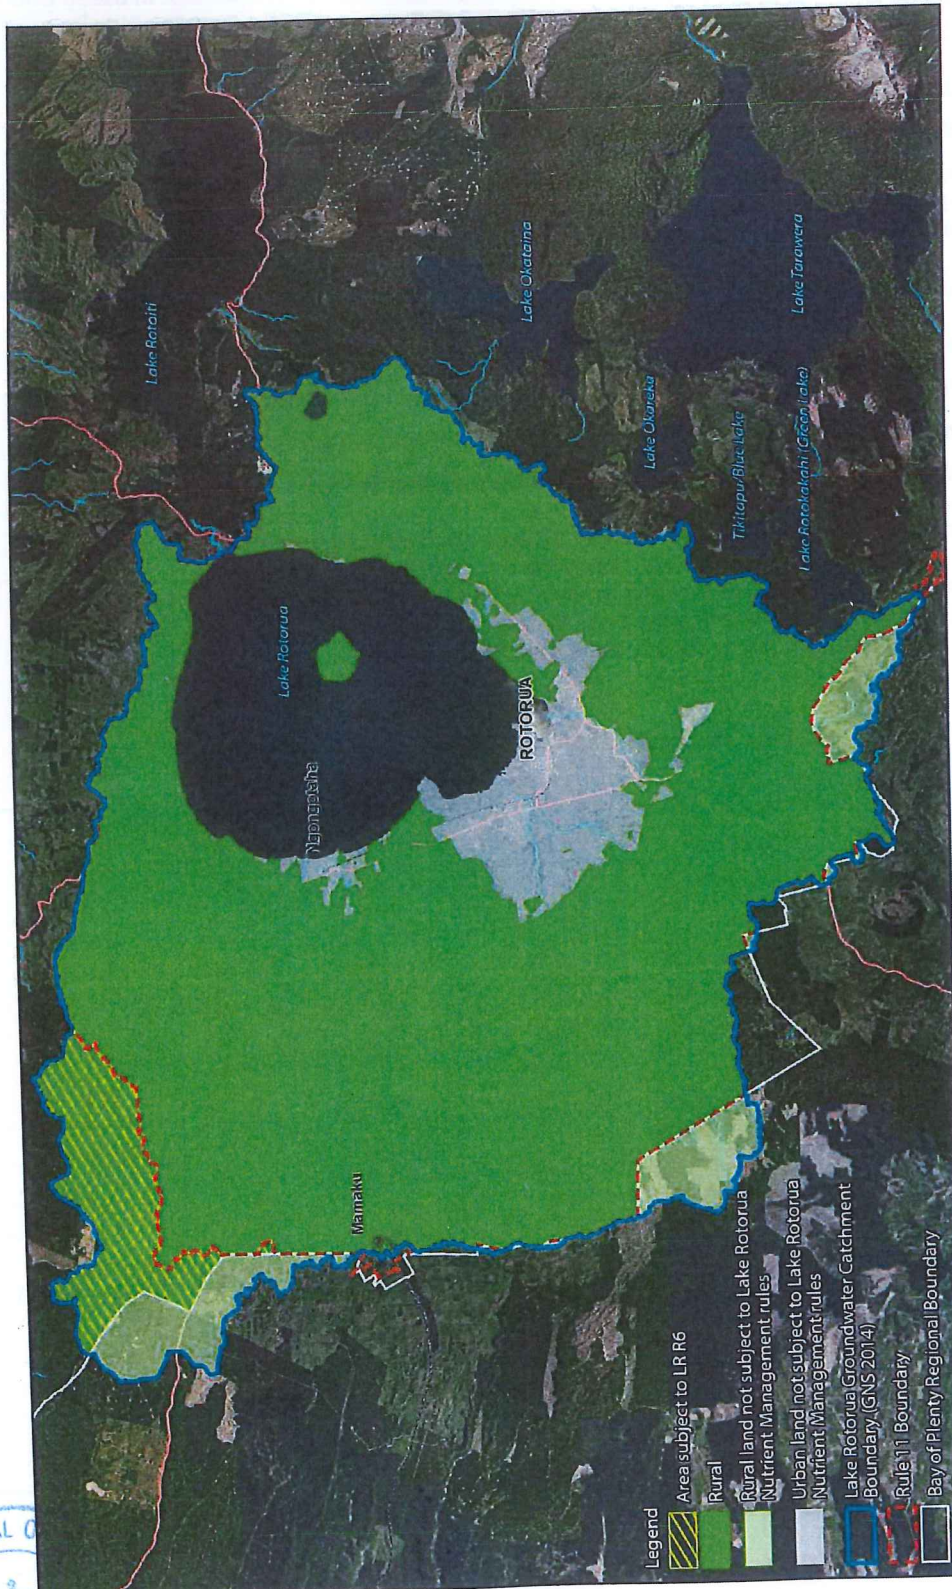 Lake Rotoiti
Lake Rotorua
Ngongotaha
ROTORUA
Mamaku
Lake Okataina
Lake Okareka
Lake Tarawera
Tikitapu/Blue Lake
Lake Rotokakahi (Green Lake)
Legend
Area subject to LR R6
Rural
Rural land not subject to Lake Rotorua
Nutrient Management rules
Urban land not subject to Lake Rotorua
Nutrient Management rules
Lake Rotorua Groundwater Catchment
Boundary (GNS 2014)
Rule 11 Boundary
Bay of Plenty Regional Boundary